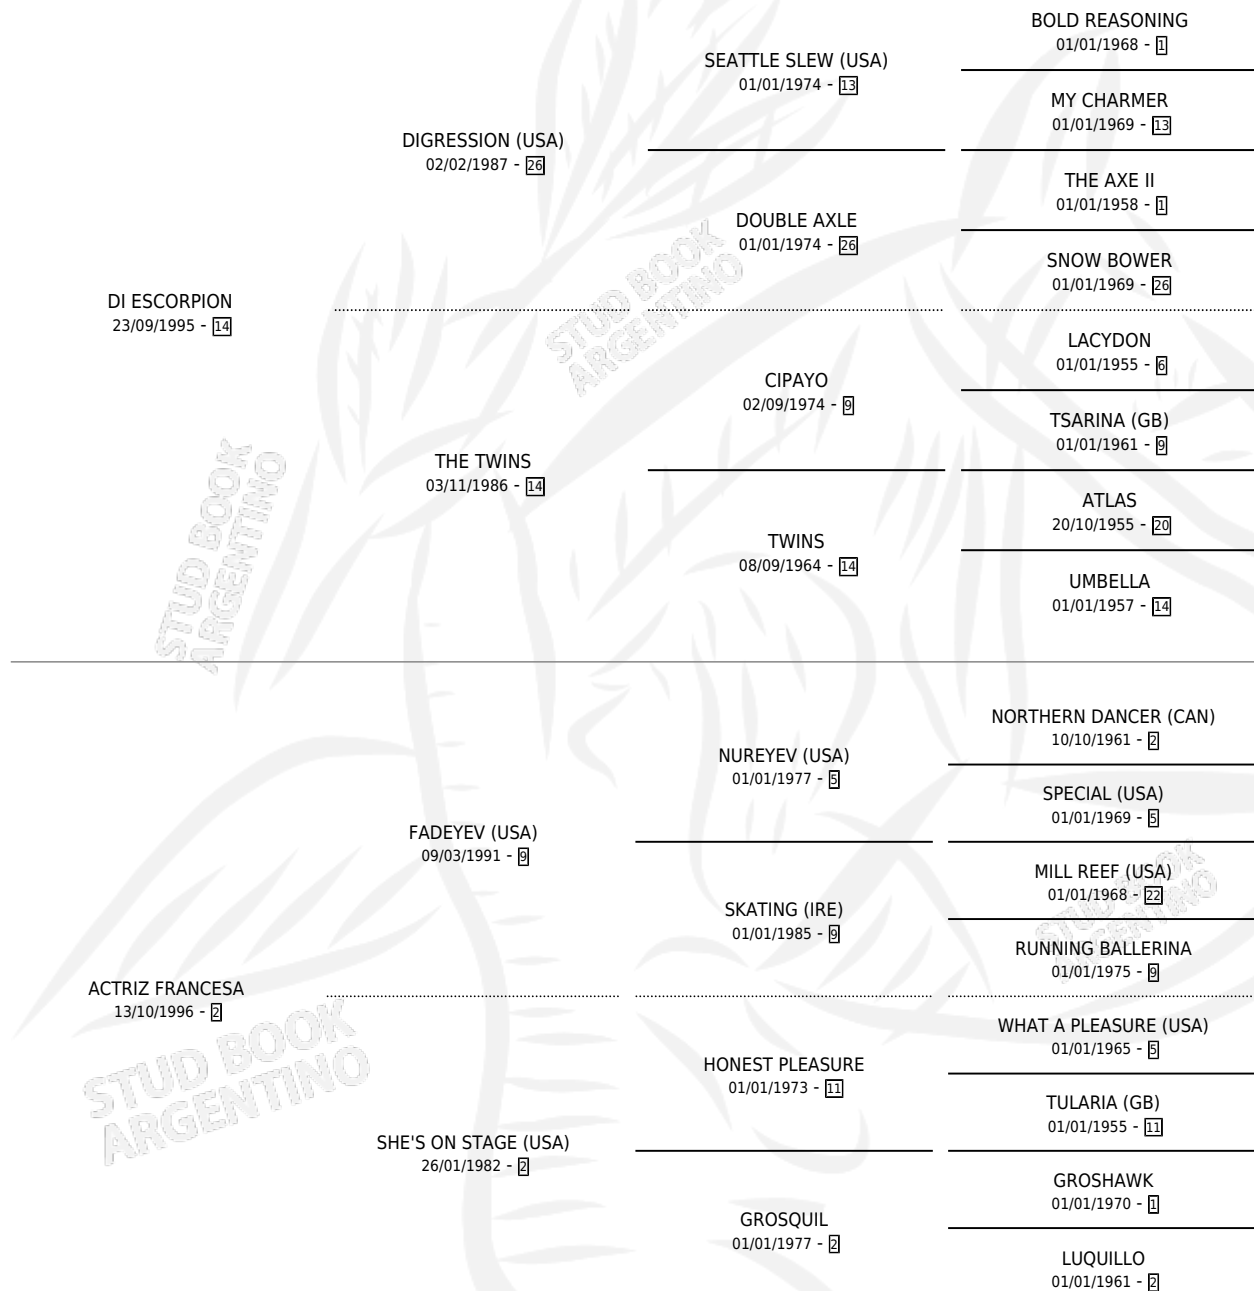 BOLD REASONING
01/01/1968 - 1
SEATTLE SLEW (USA)
01/01/1974 - 13
MY CHARMER
01/01/1969 - 13
DIGRESSION (USA)
02/02/1987 - 26
THE AXE II
01/01/1958 - 1
DOUBLE AXLE
01/01/1974 - 26
SNOW BOWER
01/01/1969 - 26
DI ESCORPION
23/09/1995 - 14
STUD BOOK
ARGENTINO
LACYDON
01/01/1955 - 6
CIPAYO
02/09/1974 - 9
TSARINA (GB)
01/01/1961 - 9
THE TWINS
03/11/1986 - 14
ATLAS
20/10/1955 - 20
TWINS
08/09/1964 - 14
UMBELLA
01/01/1957 - 14
STUD BOOK
ARGENTINO
NORTHERN DANCER (CAN)
10/10/1961 - 2
NUREYEV (USA)
01/01/1977 - 5
SPECIAL (USA)
01/01/1969 - 5
FADEYEV (USA)
09/03/1991 - 9
MILL REEF (USA)
01/01/1968 - 22
SKATING (IRE)
01/01/1985 - 9
STUD BOOK
ARGENTINO
RUNNING BALLERINA
01/01/1975 - 9
ACTRIZ FRANCESA
13/10/1996 - 2
WHAT A PLEASURE (USA)
01/01/1965 - 5
HONEST PLEASURE
01/01/1973 - 11
STUD BOOK
ARGENTINO
TULARIA (GB)
01/01/1955 - 11
SHE'S ON STAGE (USA)
26/01/1982 - 2
GROSHAWK
01/01/1970 - 1
GROSQUIL
01/01/1977 - 2
LUQUILLO
01/01/1961 - 2